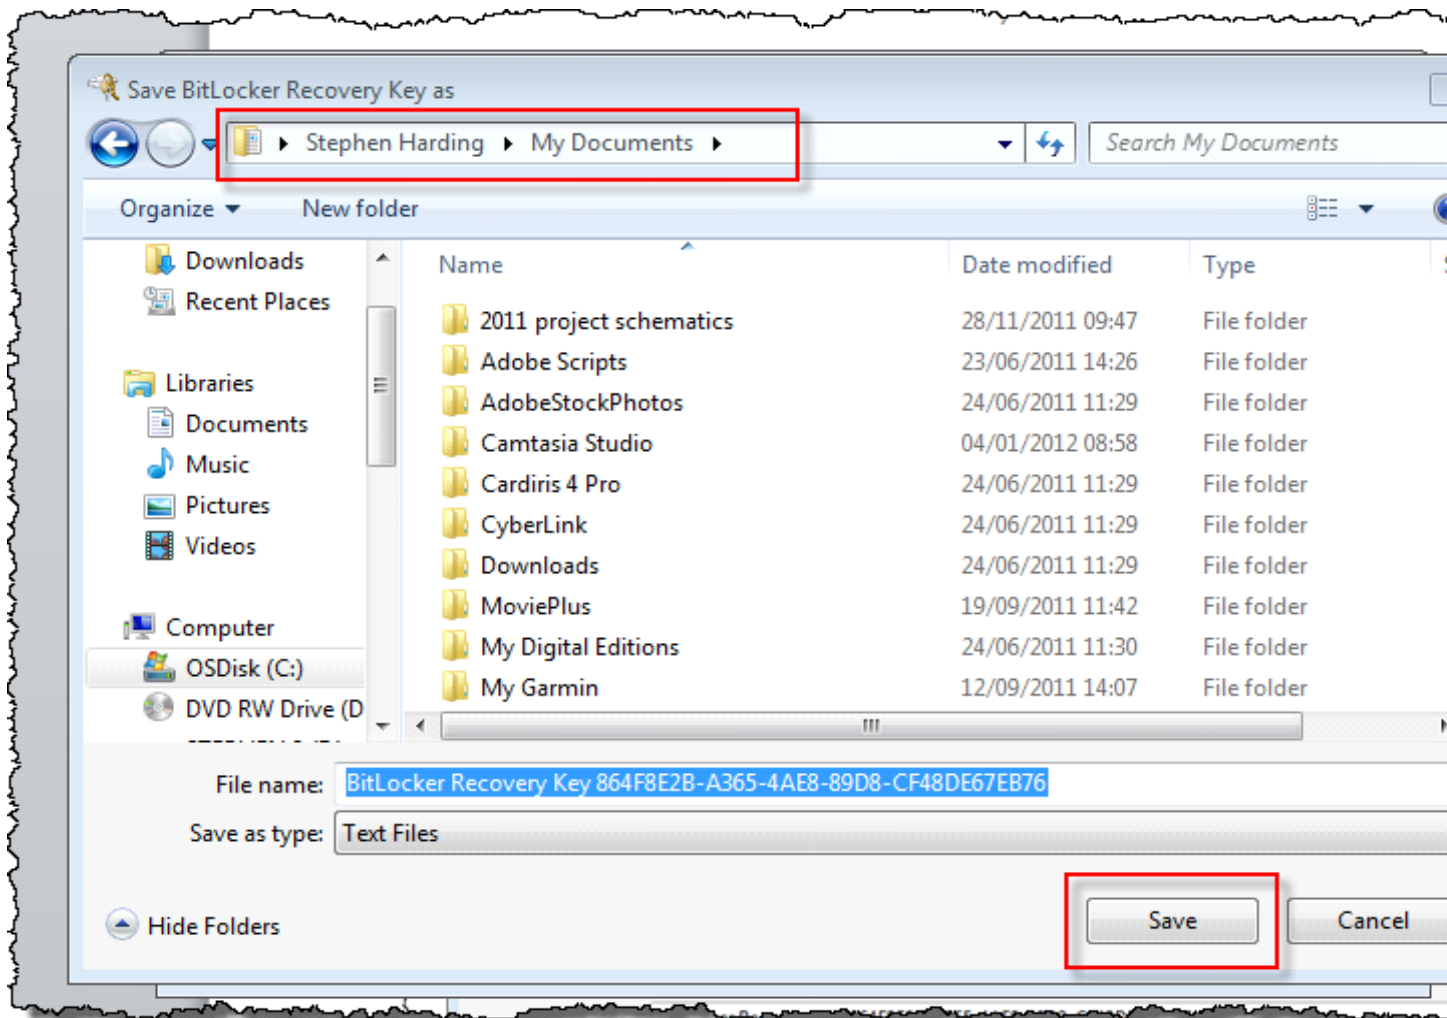 Save BitLocker Recovery Key as
Stephen Harding My Documents
Search My Documents
Organize New folder
Downloads
Recent Places
Libraries
Documents
Music
Pictures
Videos
Computer
OSDisk (C:)
DVD RW Drive (D
Name Date modified Type
2011 project schematics 28/11/2011 09:47 File folder
Adobe Scripts 23/06/2011 14:26 File folder
AdobeStockPhotos 24/06/2011 11:29 File folder
Camtasia Studio 04/01/2012 08:58 File folder
Cardiris 4 Pro 24/06/2011 11:29 File folder
CyberLink 24/06/2011 11:29 File folder
Downloads 24/06/2011 11:29 File folder
MoviePlus 19/09/2011 11:42 File folder
My Digital Editions 24/06/2011 11:30 File folder
My Garmin 12/09/2011 14:07 File folder
File name: BitLocker Recovery Key 864F8E2B-A365-4AE8-89D8-CF48DE67EB76
Save as type: Text Files
Hide Folders
Save Cancel